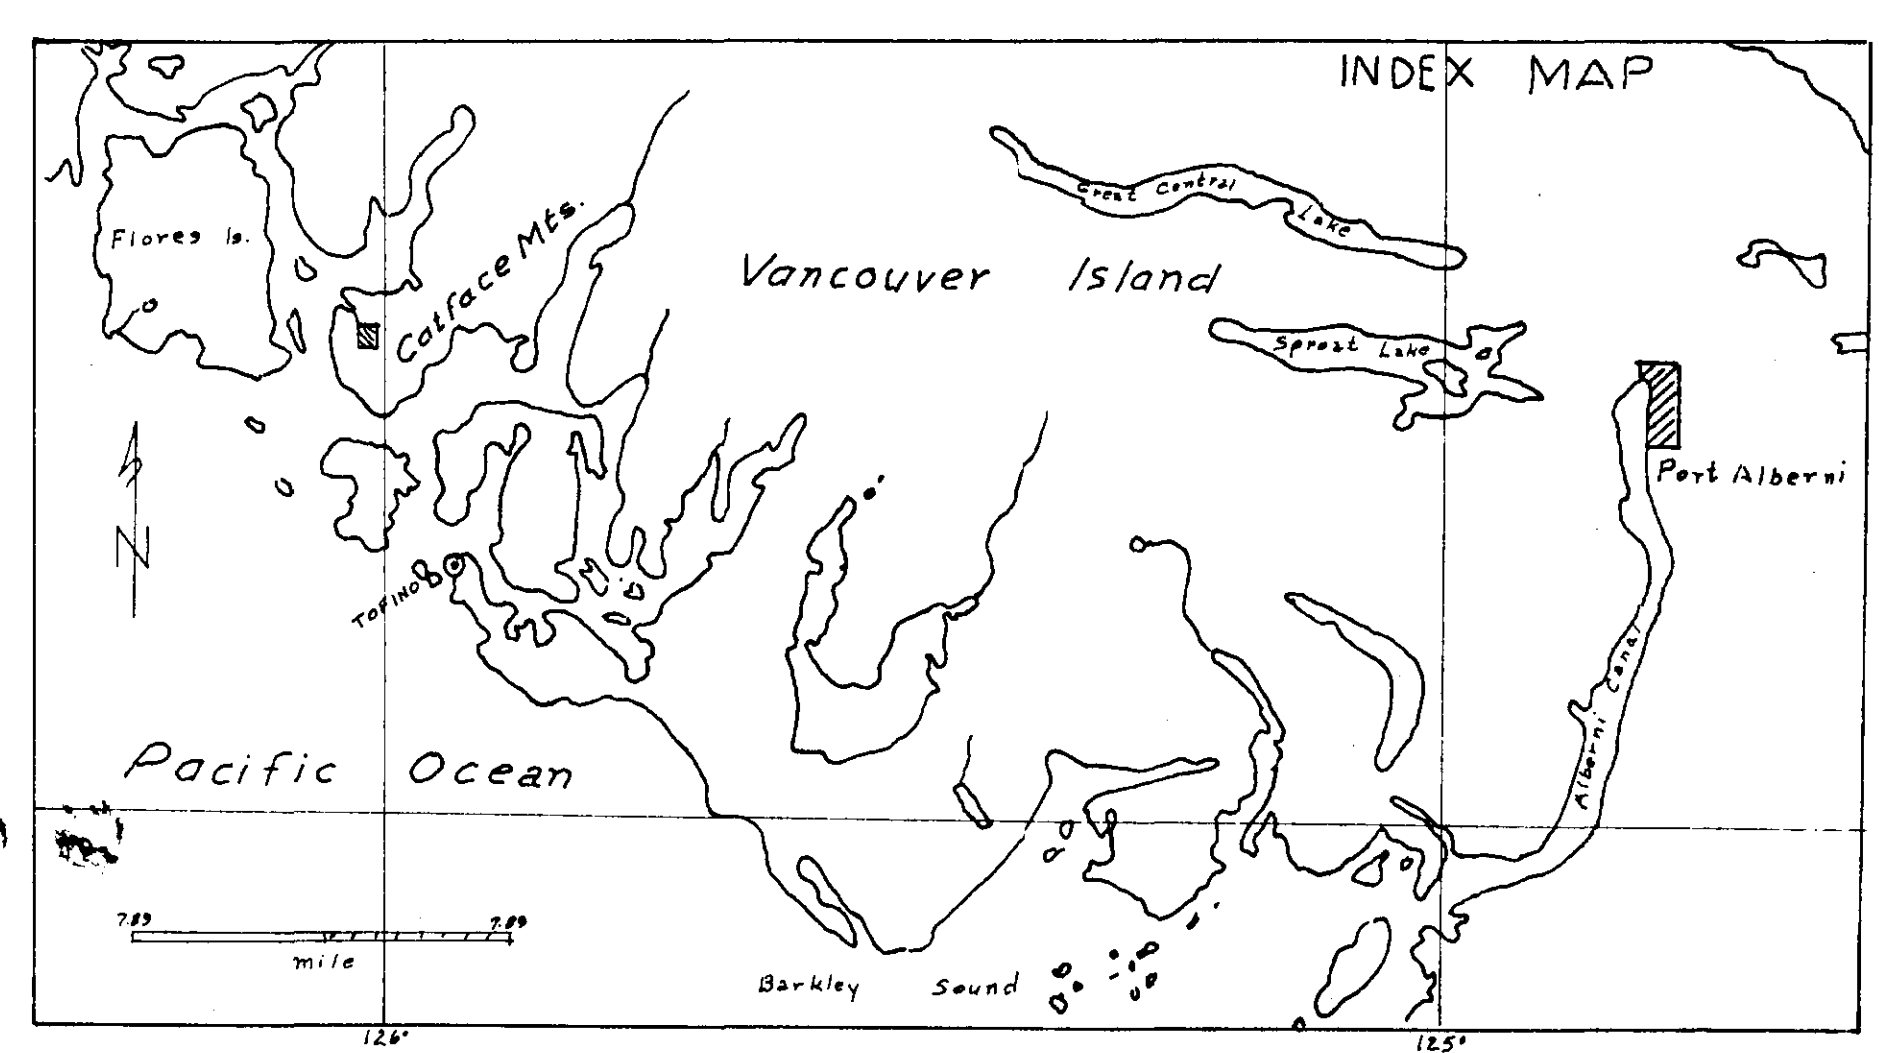 INDEX MAP
Great Central Lake
Flores Is.
Catface Mts.
Vancouver Island
Sproat Lake
Port Alberni
N
TOFINO
Alberni Canal
Pacific Ocean
7.89 7.89
mile
Barkley Sound
126° 125°